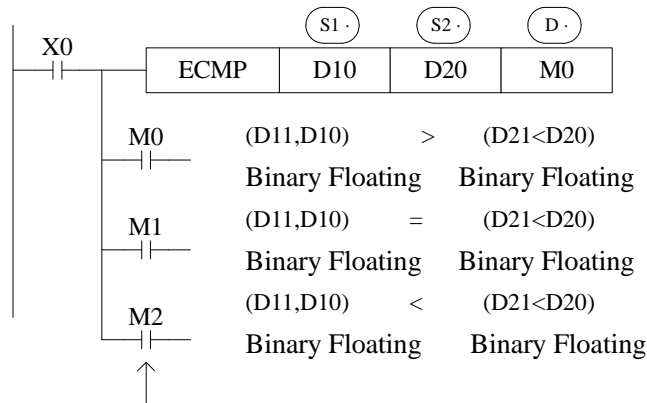 S1· S2· D·
X0
ECMP D10 D20 M0
M0 (D11,D10) > (D21<D20)
Binary Floating Binary Floating
M1 (D11,D10) = (D21<D20)
Binary Floating Binary Floating
M2 (D11,D10) < (D21<D20)
Binary Floating Binary Floating